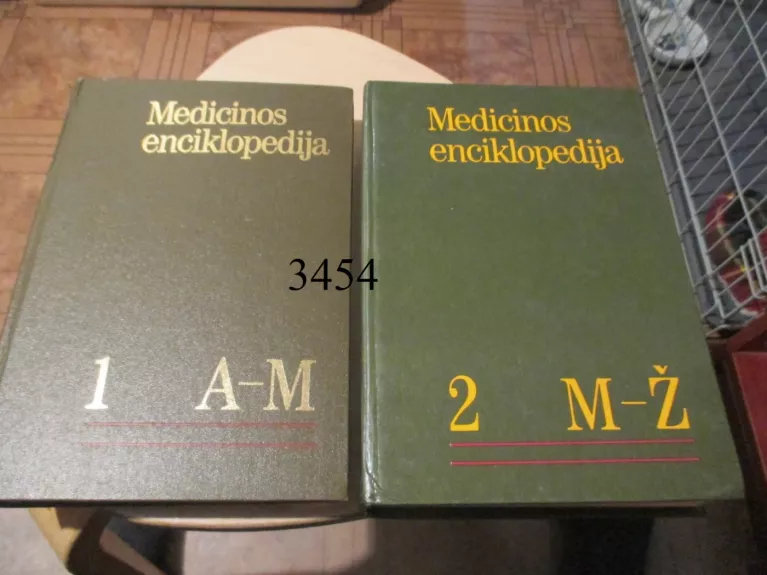 Medicinos
enciklopedija
1 A–M
Medicinos
enciklopedija
2 M–Ž
3454